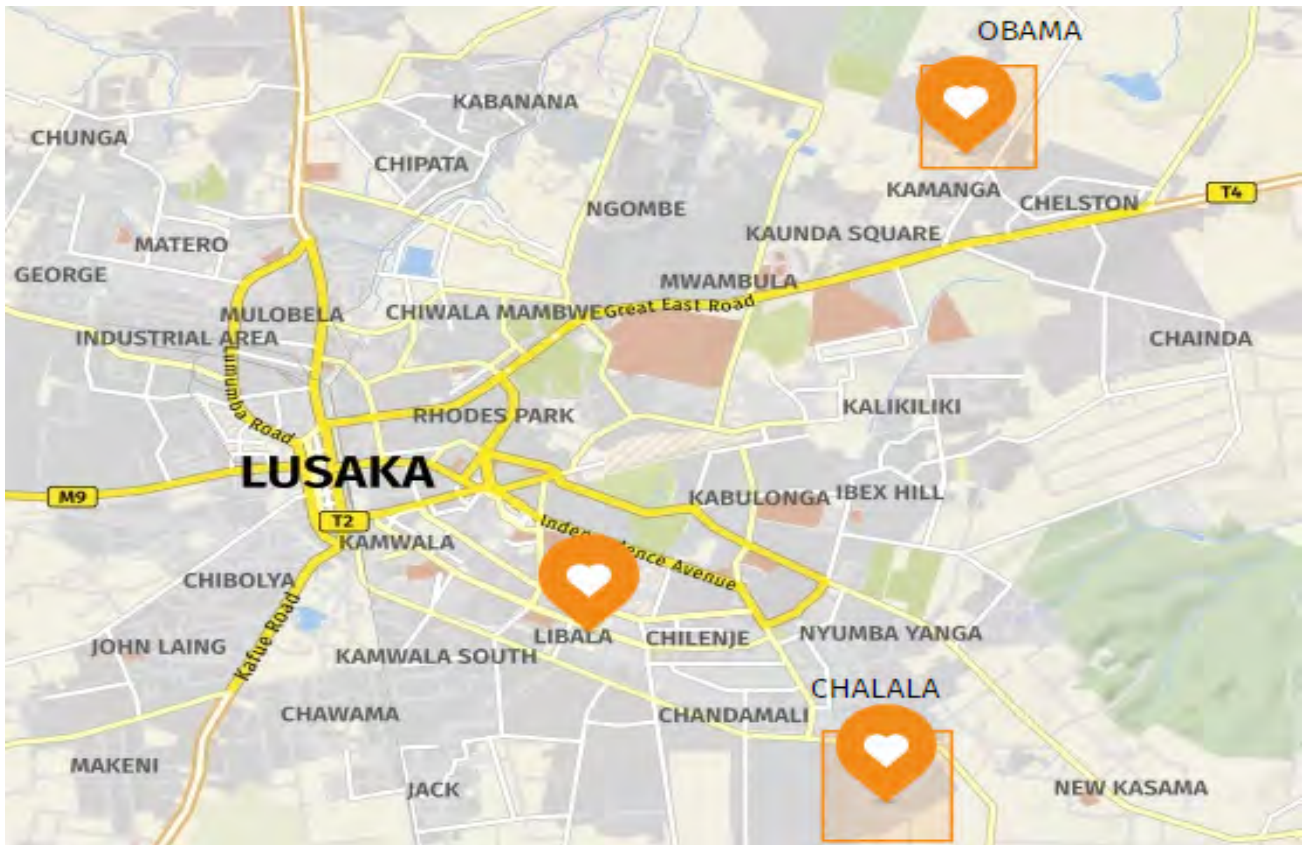 OBAMA
KABANANA
CHUNGA
CHIPATA
KAMANGA
T4
CHELSTON
NGOMBE
KAUNDA SQUARE
MATERO
GEORGE
MWAMBULA
Great East Road
MULOBELA
CHIWALA MAMBWE
INDUSTRIAL AREA
CHAINDA
Lumumba Road
RHODES PARK
KALIKILIKI
LUSAKA
M9
KABULONGA
IBEX HILL
T2
KAMWALA
Independence Avenue
CHIBOLYA
Kafue Road
LIBALA
CHILENJE
NYUMBA YANGA
JOHN LAING
KAMWALA SOUTH
CHALALA
CHAWAMA
CHANDAMALI
MAKENI
JACK
NEW KASAMA